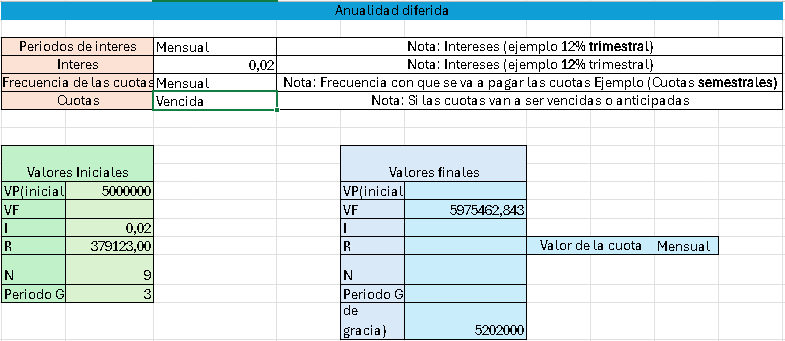 Anualidad diferida
Periodos de interes Mensual Nota: Intereses (ejemplo 12% trimestral)
Interes 0,02 Nota: Intereses (ejemplo 12% trimestral)
Frecuencia de las cuotas Mensual Nota: Frecuencia con que se va a pagar las cuotas Ejemplo (Cuotas semestrales)
Cuotas Vencida Nota: Si las cuotas van a ser vencidas o anticipadas
Valores Iniciales Valores finales
VP(inicial 5000000 VP(inicial
VF VF 5975462,843
I 0,02 I
R 379123,00 R Valor de la cuota Mensual
N 9 N
Periodo G 3 Periodo G
de
gracia) 5202000